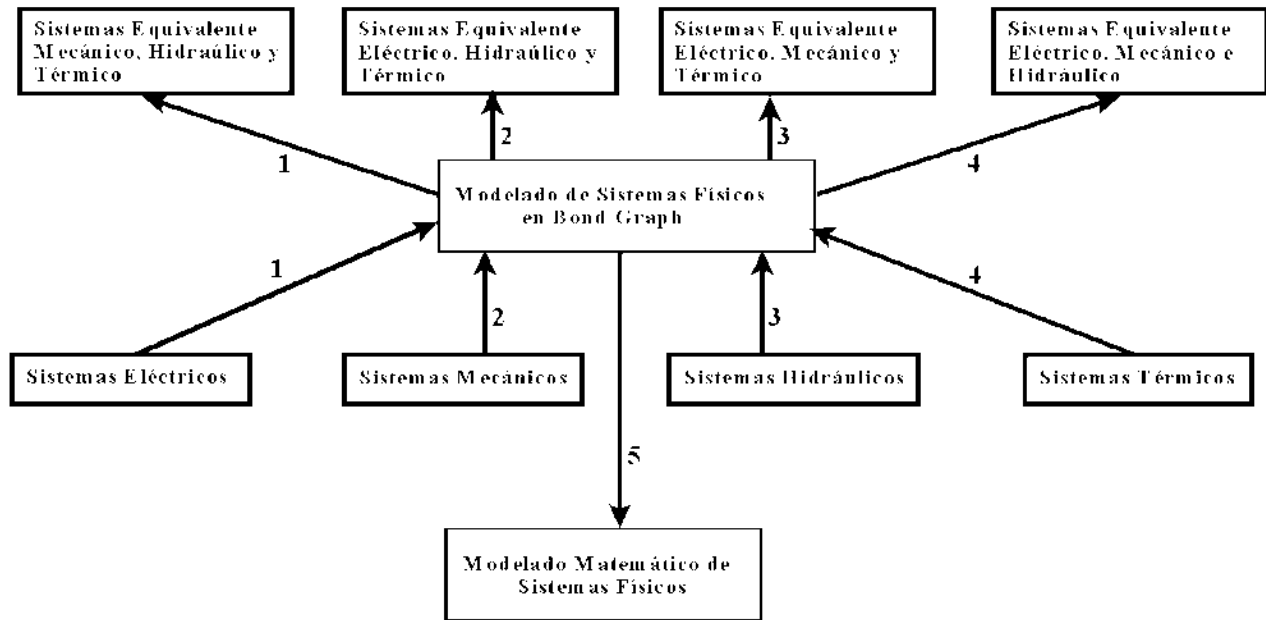 Sistemas Equivalente
Mecánico, Hidraúlico y
Térmico
Sistemas Equivalente
Eléctrico, Hidraúlico y
Térmico
Sistemas Equivalente
Eléctrico, Mecánico y
Térmico
Sistemas Equivalente
Eléctrico, Mecánico e
Hidráulico
1
2
3
4
Modelado de Sistemas Físicos
en Bond Graph
1
2
3
4
Sistemas Eléctricos
Sistemas Mecánicos
Sistemas Hidráulicos
Sistemas Térmicos
5
Modelado Matemático de
Sistemas Físicos